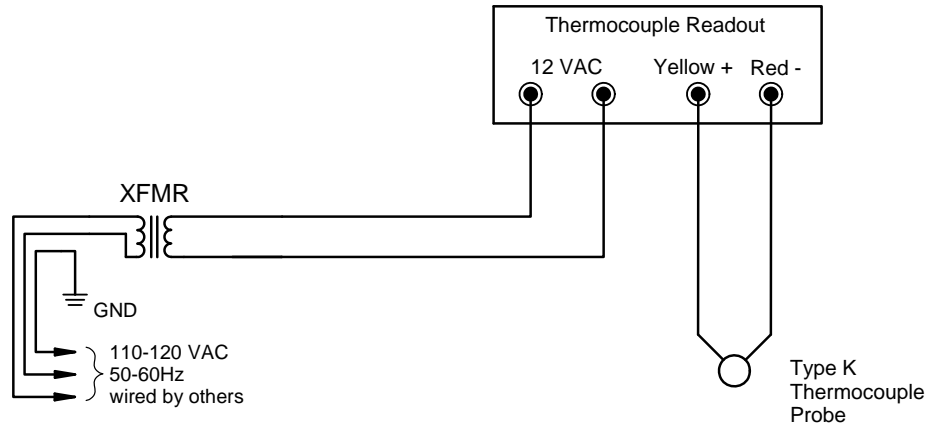 Thermocouple Readout
12 VAC
Yellow +
Red -
XFMR
GND
110-120 VAC
50-60Hz
wired by others
Type K
Thermocouple
Probe